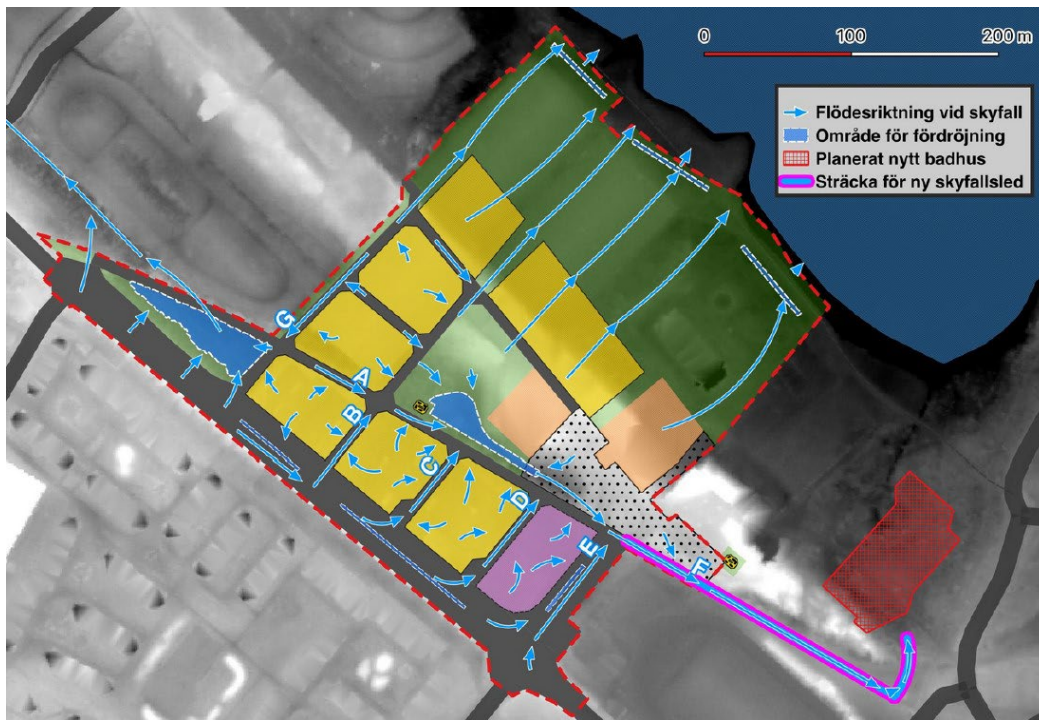 0 100 200 m
Flödesriktning vid skyfall
Område för fördröjning
Planerat nytt badhus
Sträcka för ny skyfallsled
G
A
B
C
D
E
F